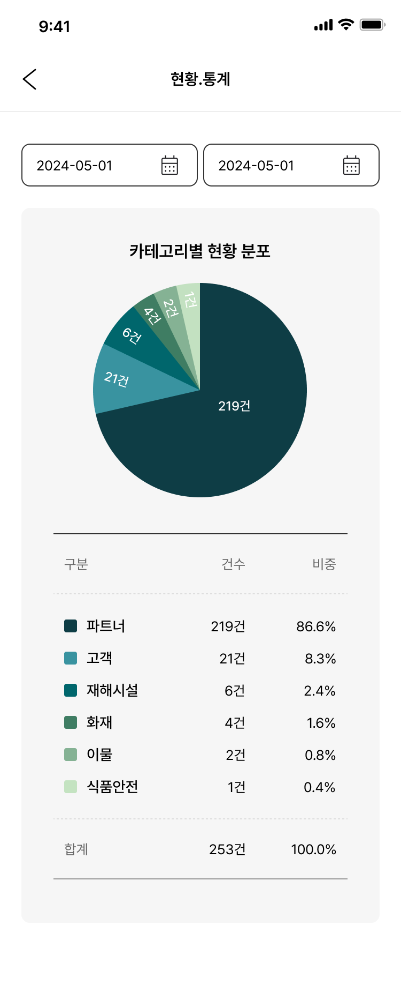 9:41
현황.통계
2024-05-01 2024-05-01
카테고리별 현황 분포
1건
2건
4건
6건
21건
219건
구분 건수 비중
파트너 219건 86.6%
고객 21건 8.3%
재해시설 6건 2.4%
화재 4건 1.6%
이물 2건 0.8%
식품안전 1건 0.4%
합계 253건 100.0%